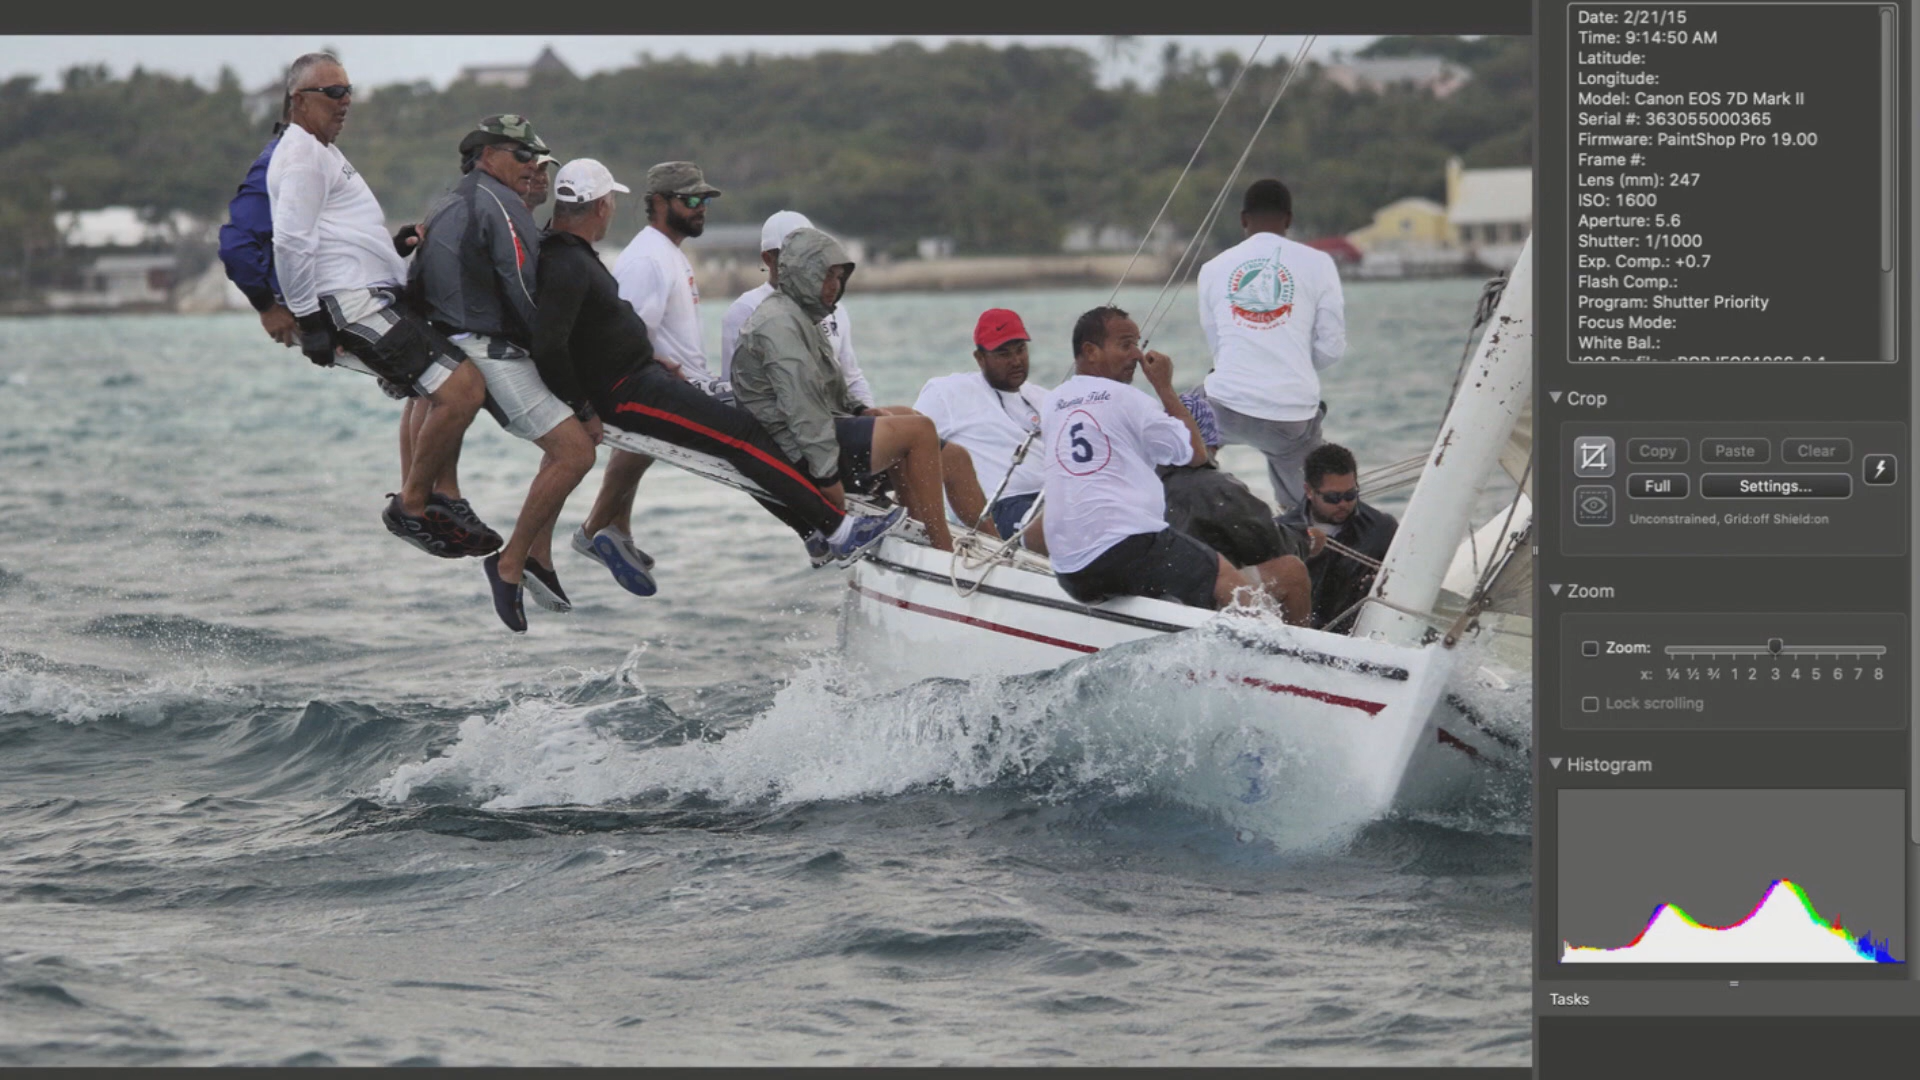 Date: 2/21/15
Time: 9:14:50 AM
Latitude:
Longitude:
Model: Canon EOS 7D Mark II
Serial #: 363055000365
Firmware: PaintShop Pro 19.00
Frame #:
Lens (mm): 247
ISO: 1600
Aperture: 5.6
Shutter: 1/1000
Exp. Comp.: +0.7
Flash Comp.:
Program: Shutter Priority
Focus Mode:
White Bal.:
Crop
Copy Paste Clear
Full Settings...
Unconstrained, Grid:off Shield:on
Zoom
Zoom:
x: ¼ ½ ¾ 1 2 3 4 5 6 7 8
Lock scrolling
Histogram
Tasks
5